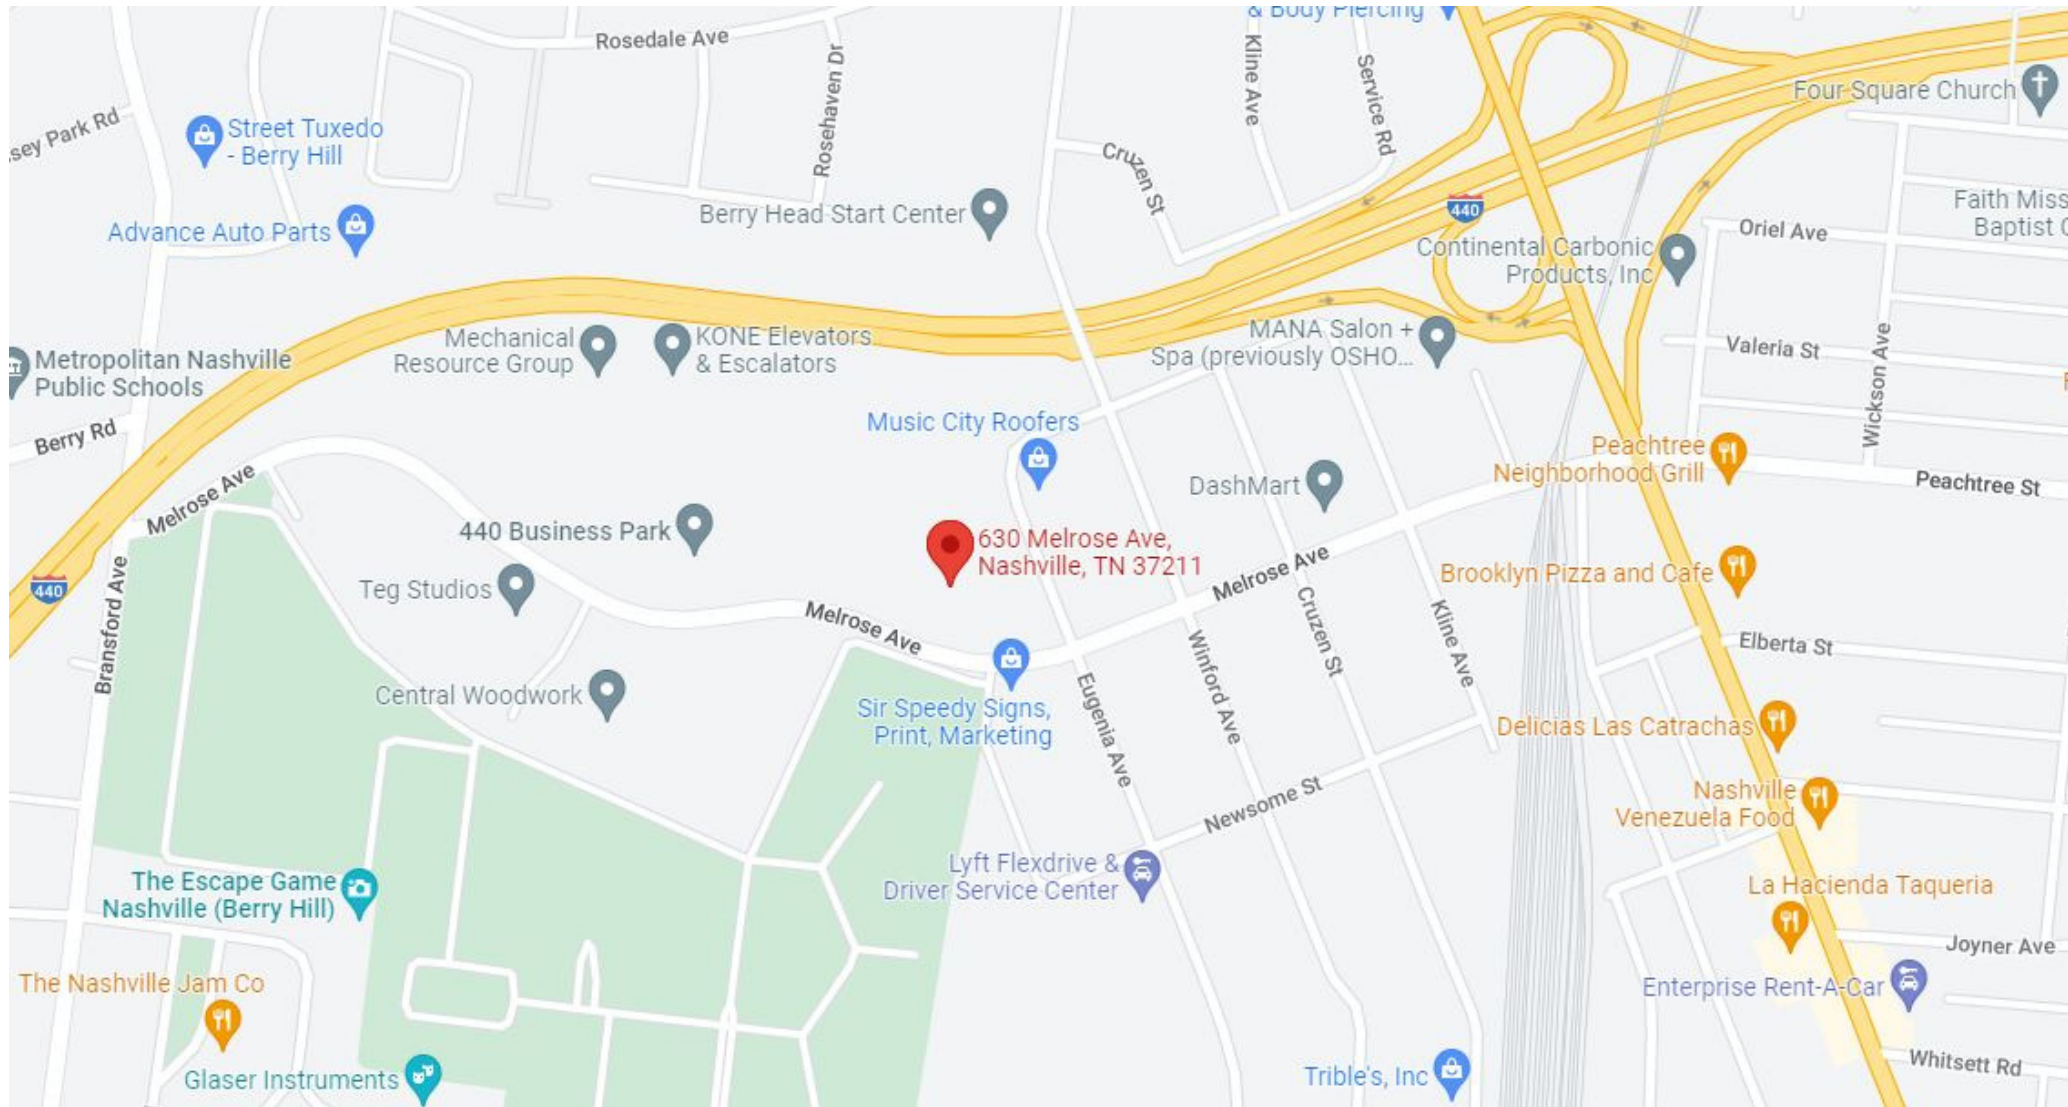 & Body Piercing
Rosedale Ave
Rosehaven Dr
Kline Ave
Service Rd
Four Square Church
sey Park Rd
Street Tuxedo
- Berry Hill
Cruzen St
Advance Auto Parts
Berry Head Start Center
440
Faith Miss
Baptist C
Oriel Ave
Continental Carbonic
Products, Inc
Mechanical
Resource Group
KONE Elevators
& Escalators
MANA Salon +
Spa (previously OSHO...
Valeria St
Wickson Ave
Metropolitan Nashville
Public Schools
Berry Rd
Music City Roofers
Peachtree
Neighborhood Grill
Peachtree St
Melrose Ave
DashMart
440 Business Park
630 Melrose Ave,
Nashville, TN 37211
Melrose Ave
Brooklyn Pizza and Cafe
440
Teg Studios
Bransford Ave
Melrose Ave
Cruzen St
Kline Ave
Elberta St
Winford Ave
Central Woodwork
Eugenia Ave
Sir Speedy Signs,
Print, Marketing
Delicias Las Catrachas
Newsome St
Nashville
Venezuela Food
Lyft Flexdrive &
Driver Service Center
The Escape Game
Nashville (Berry Hill)
La Hacienda Taqueria
Joyner Ave
The Nashville Jam Co
Enterprise Rent-A-Car
Whitsett Rd
Glaser Instruments
Trible's, Inc